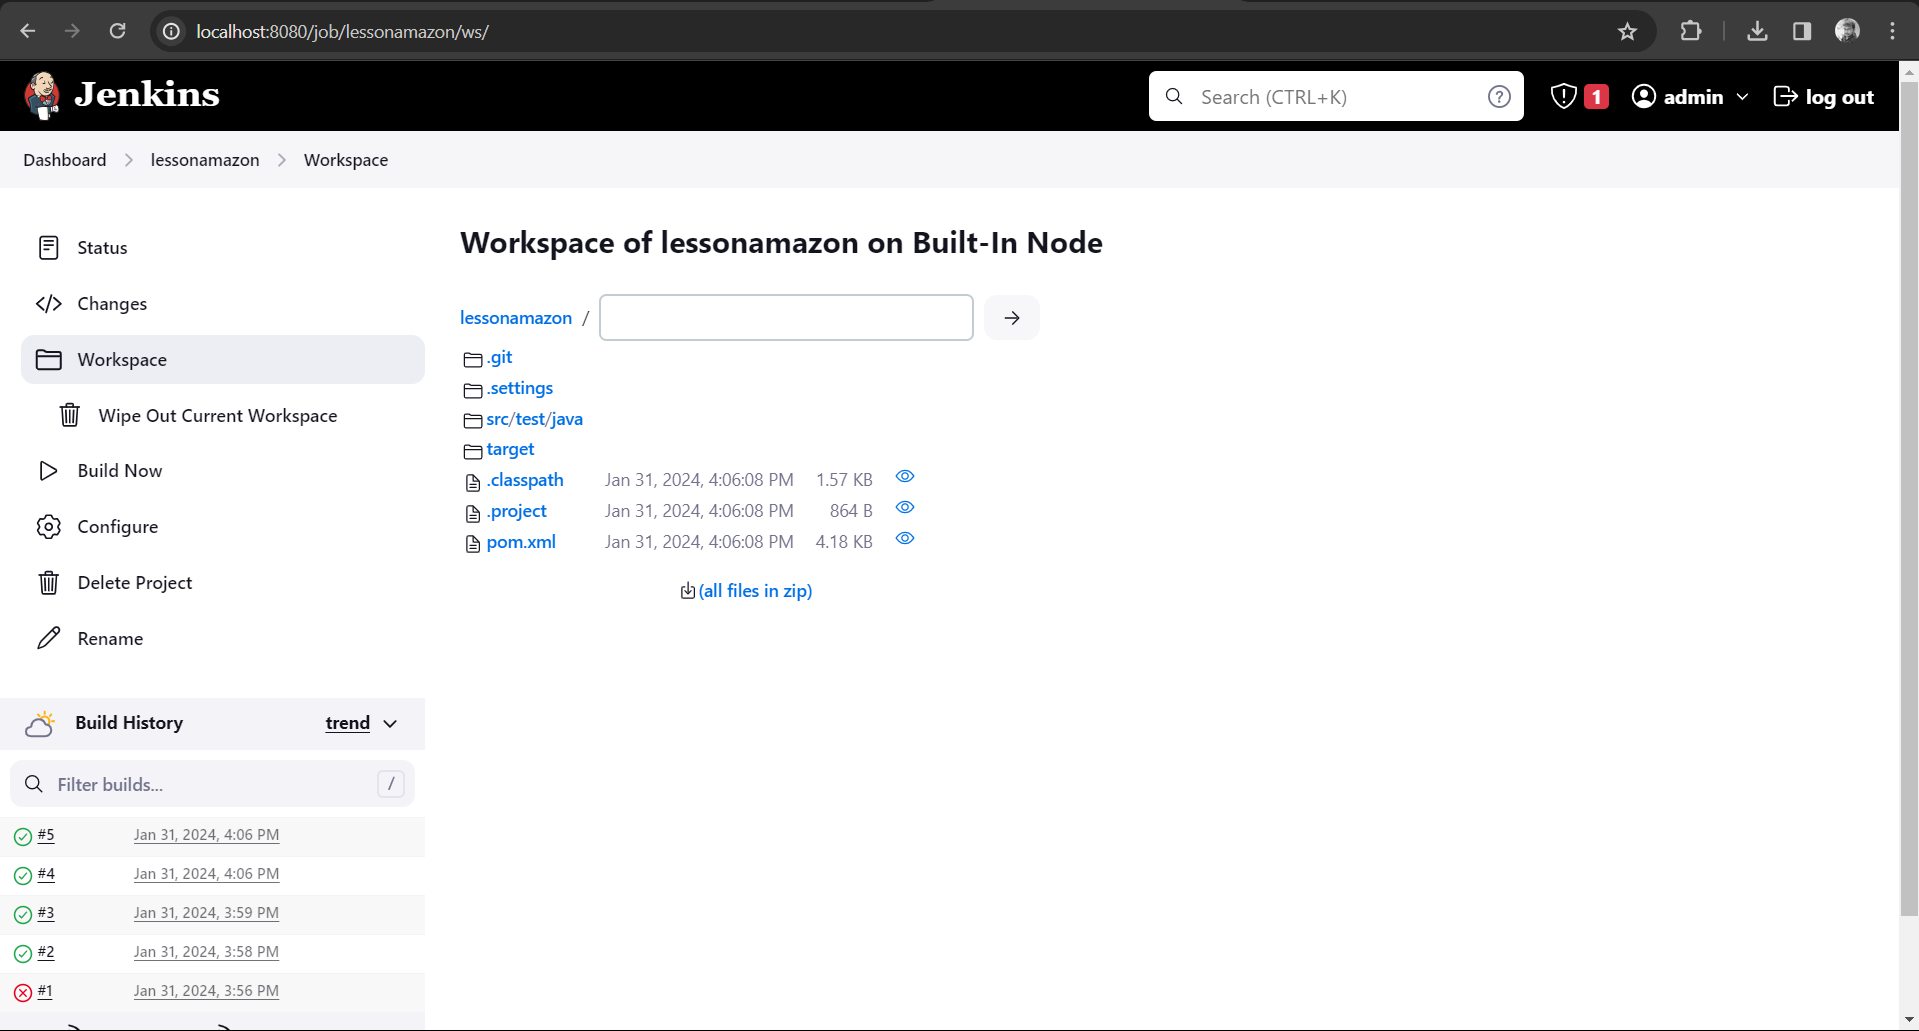 localhost:8080/job/lessonamazon/ws/
Jenkins
Search (CTRL+K)
?
1
admin
log out
Dashboard
lessonamazon
Workspace
Status
Changes
Workspace
Wipe Out Current Workspace
Build Now
Configure
Delete Project
Rename
Build History
trend
Filter builds...
/
#5 Jan 31, 2024, 4:06 PM
#4 Jan 31, 2024, 4:06 PM
#3 Jan 31, 2024, 3:59 PM
#2 Jan 31, 2024, 3:58 PM
#1 Jan 31, 2024, 3:56 PM
Workspace of lessonamazon on Built-In Node
lessonamazon /
.git
.settings
src/test/java
target
.classpath Jan 31, 2024, 4:06:08 PM 1.57 KB
.project Jan 31, 2024, 4:06:08 PM 864 B
pom.xml Jan 31, 2024, 4:06:08 PM 4.18 KB
(all files in zip)